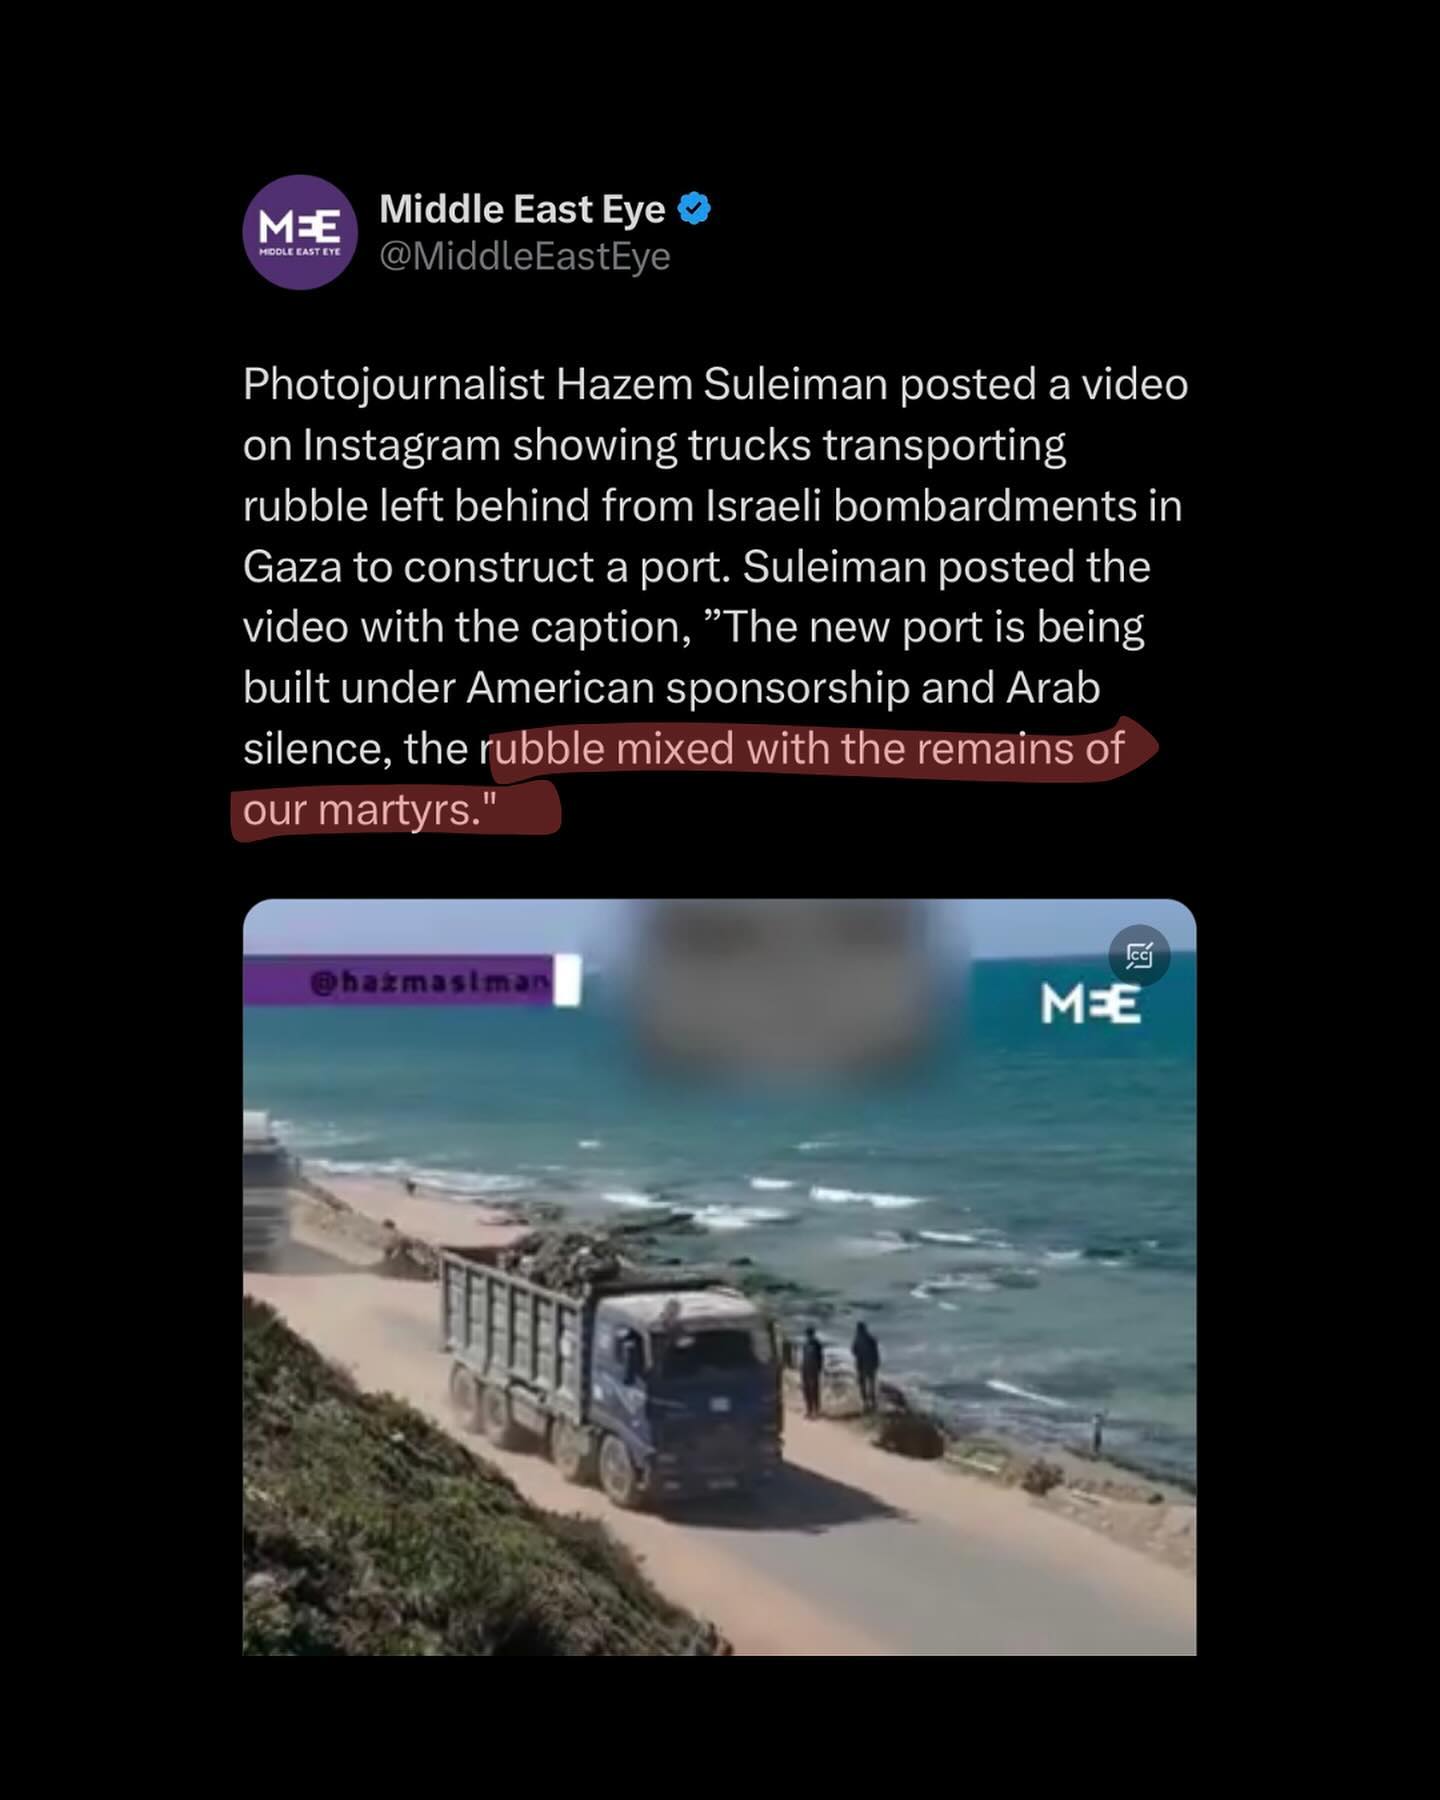 MEE
MIDDLE EAST EYE
Middle East Eye
@MiddleEastEye
Photojournalist Hazem Suleiman posted a video
on Instagram showing trucks transporting
rubble left behind from Israeli bombardments in
Gaza to construct a port. Suleiman posted the
video with the caption, ”The new port is being
built under American sponsorship and Arab
silence, the rubble mixed with the remains of
our martyrs."
@hazmaslman
CC
MEE